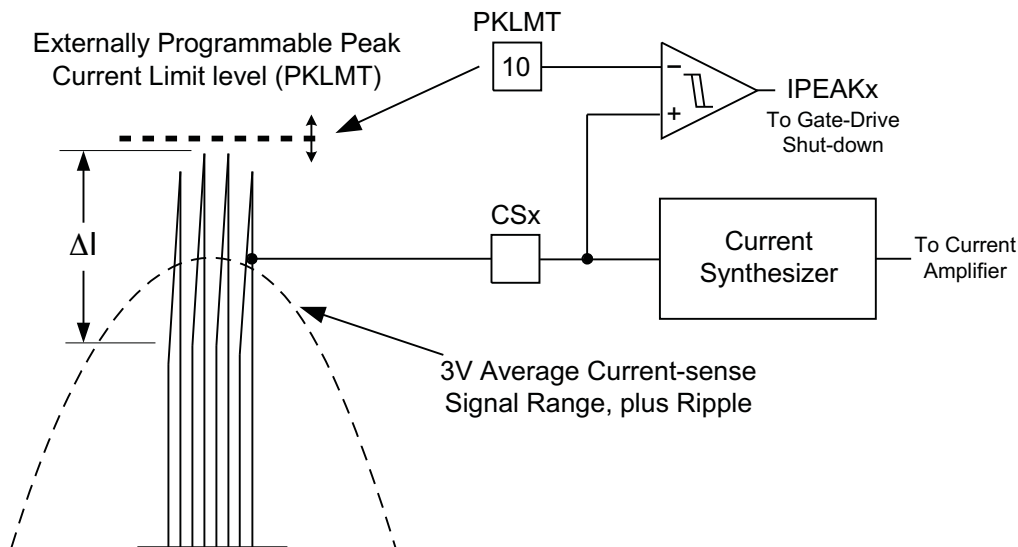 Externally Programmable Peak
Current Limit level (PKLMT)
PKLMT
10
−
+
IPEAKx
To Gate-Drive
Shut-down
ΔI
CSx
Current
Synthesizer
To Current
Amplifier
3V Average Current-sense
Signal Range, plus Ripple